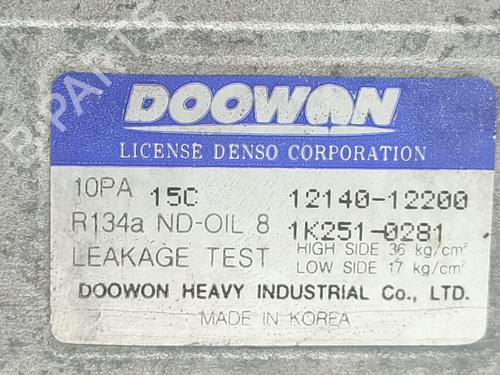 B-PARTS
DOOWON
LICENSE DENSO CORPORATION
10PA 15C 12140-12200
R134a ND-OIL 8 1K251-0281
LEAKAGE TEST HIGH SIDE 36 kg/cm²
LOW SIDE 17 kg/cm²
DOOWON HEAVY INDUSTRIAL Co., LTD.
MADE IN KOREA